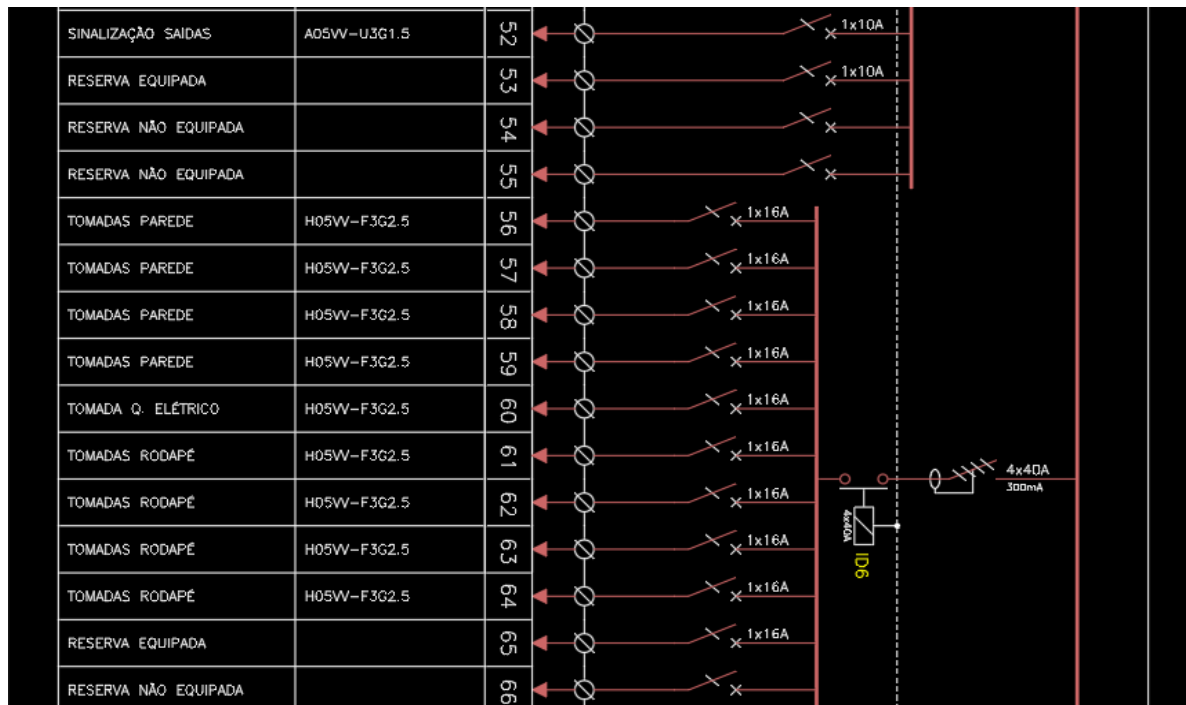 SINALIZAÇÃO SAÍDAS A05VV-U3G1.5 52 1x10A
RESERVA EQUIPADA 53 1x10A
RESERVA NÃO EQUIPADA 54
RESERVA NÃO EQUIPADA 55
TOMADAS PAREDE H05VV-F3G2.5 56 1x16A
TOMADAS PAREDE H05VV-F3G2.5 57 1x16A
TOMADAS PAREDE H05VV-F3G2.5 58 1x16A
TOMADAS PAREDE H05VV-F3G2.5 59 1x16A
TOMADA Q. ELÉTRICO H05VV-F3G2.5 60 1x16A
TOMADAS RODAPÉ H05VV-F3G2.5 61 1x16A
4x40A
300mA
TOMADAS RODAPÉ H05VV-F3G2.5 62 1x16A
4x40A
TOMADAS RODAPÉ H05VV-F3G2.5 63 1x16A
ID6
TOMADAS RODAPÉ H05VV-F3G2.5 64 1x16A
RESERVA EQUIPADA 65 1x16A
RESERVA NÃO EQUIPADA 66